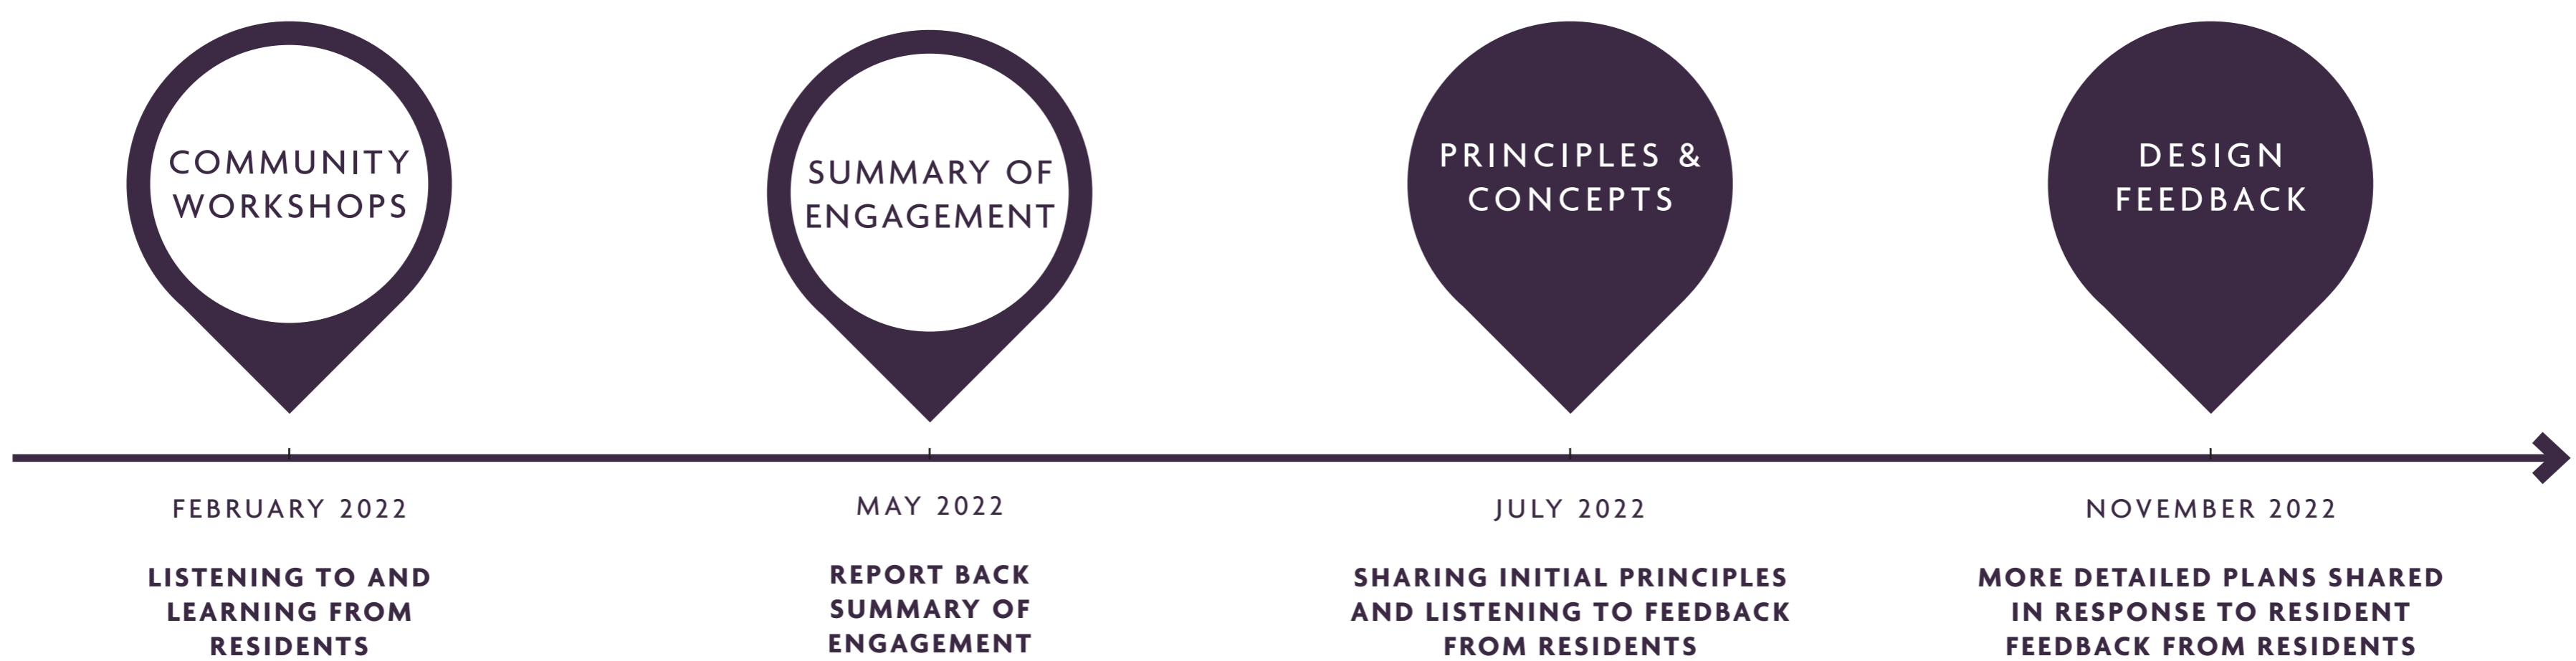 COMMUNITY
WORKSHOPS
FEBRUARY 2022
LISTENING TO AND
LEARNING FROM
RESIDENTS
SUMMARY OF
ENGAGEMENT
MAY 2022
REPORT BACK
SUMMARY OF
ENGAGEMENT
PRINCIPLES &
CONCEPTS
JULY 2022
SHARING INITIAL PRINCIPLES
AND LISTENING TO FEEDBACK
FROM RESIDENTS
DESIGN
FEEDBACK
NOVEMBER 2022
MORE DETAILED PLANS SHARED
IN RESPONSE TO RESIDENT
FEEDBACK FROM RESIDENTS